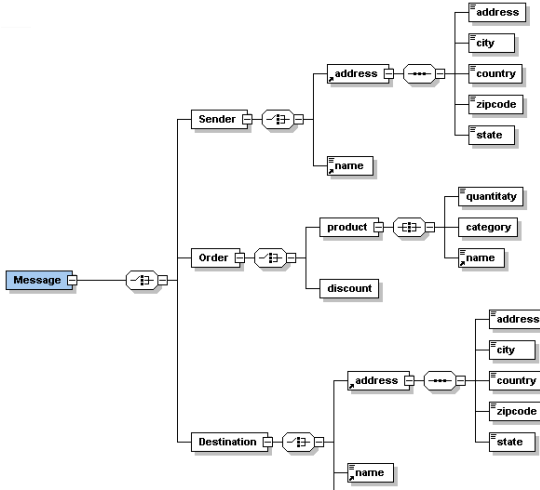 address
city
address
country
zipcode
Sender
state
name
quantitaty
product
category
Order
name
Message
discount
address
city
address
country
zipcode
Destination
state
name